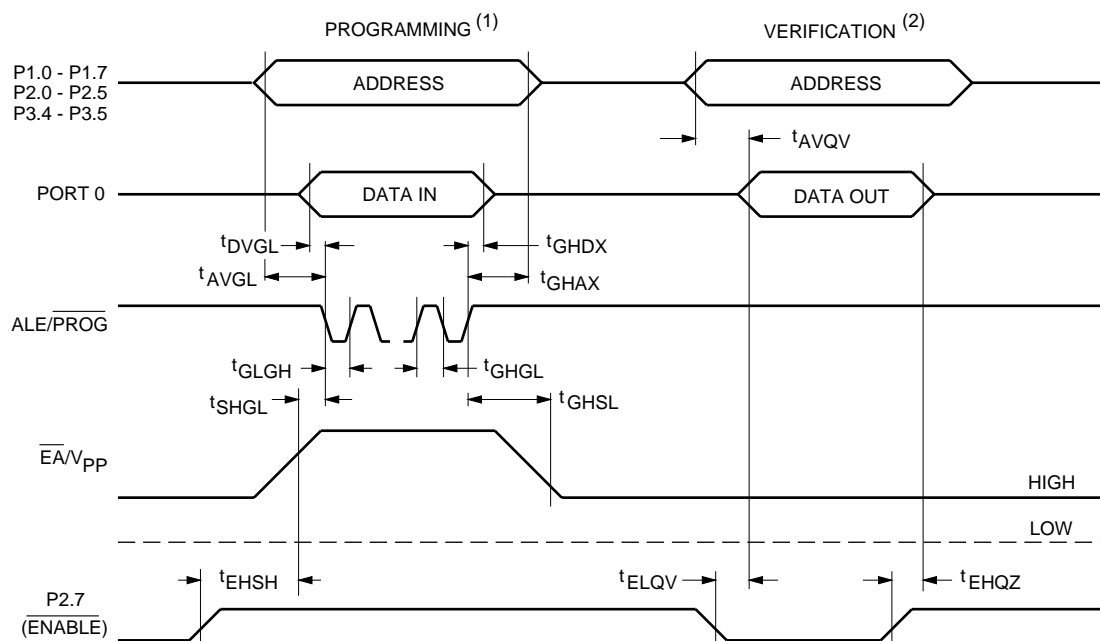 PROGRAMMING (1)
VERIFICATION (2)
P1.0 - P1.7
P2.0 - P2.5
P3.4 - P3.5
ADDRESS
ADDRESS
tAVQV
PORT 0
DATA IN
DATA OUT
tDVGL
tGHDX
tAVGL
tGHAX
ALE/PROG
tGLGH
tGHGL
tSHGL
tGHSL
EA/VPP
HIGH
LOW
tEHSH
tELQV
tEHQZ
P2.7
(ENABLE)